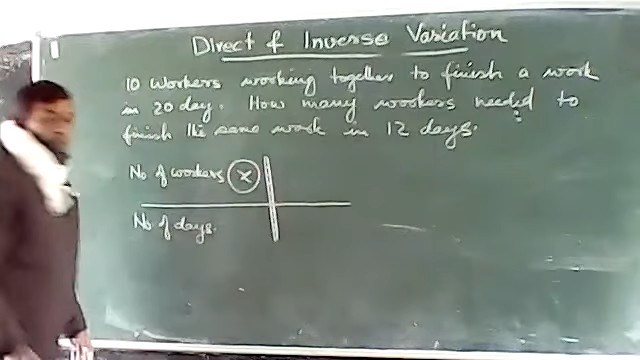 Direct & Inverse Variation
10 Workers working together to finish a work
in 20 day. How many workers needed to
finish the same work in 12 days.
No of workers x
No of days.